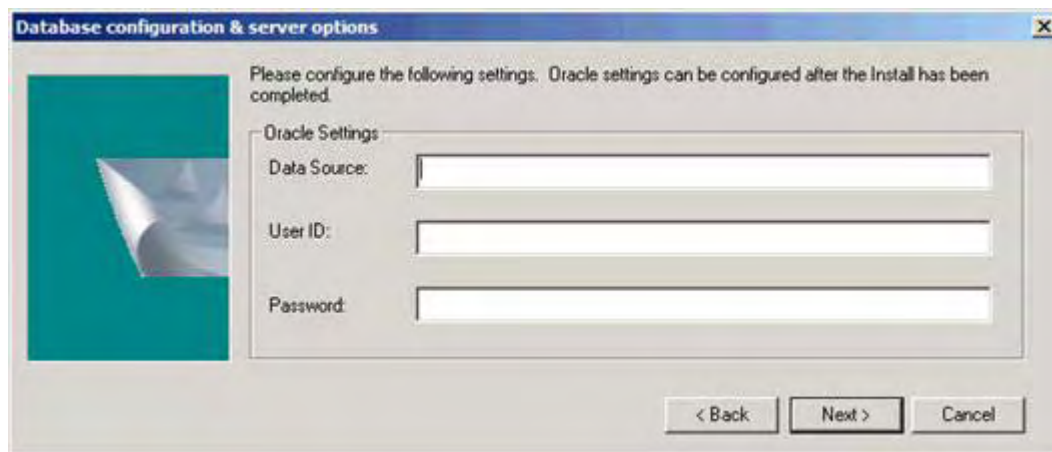 Database configuration & server options
Please configure the following settings. Oracle settings can be configured after the Install has been
completed.
Oracle Settings
Data Source:
User ID:
Password:
< Back
Next >
Cancel